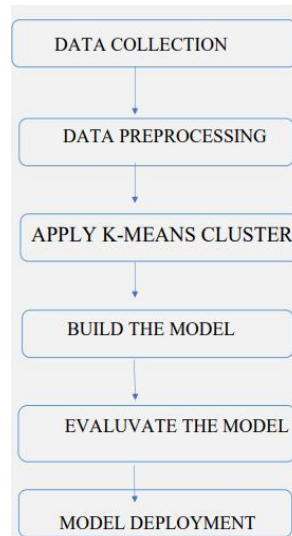 DATA COLLECTION
DATA PREPROCESSING
APPLY K-MEANS CLUSTER
BUILD THE MODEL
EVALUVATE THE MODEL
MODEL DEPLOYMENT